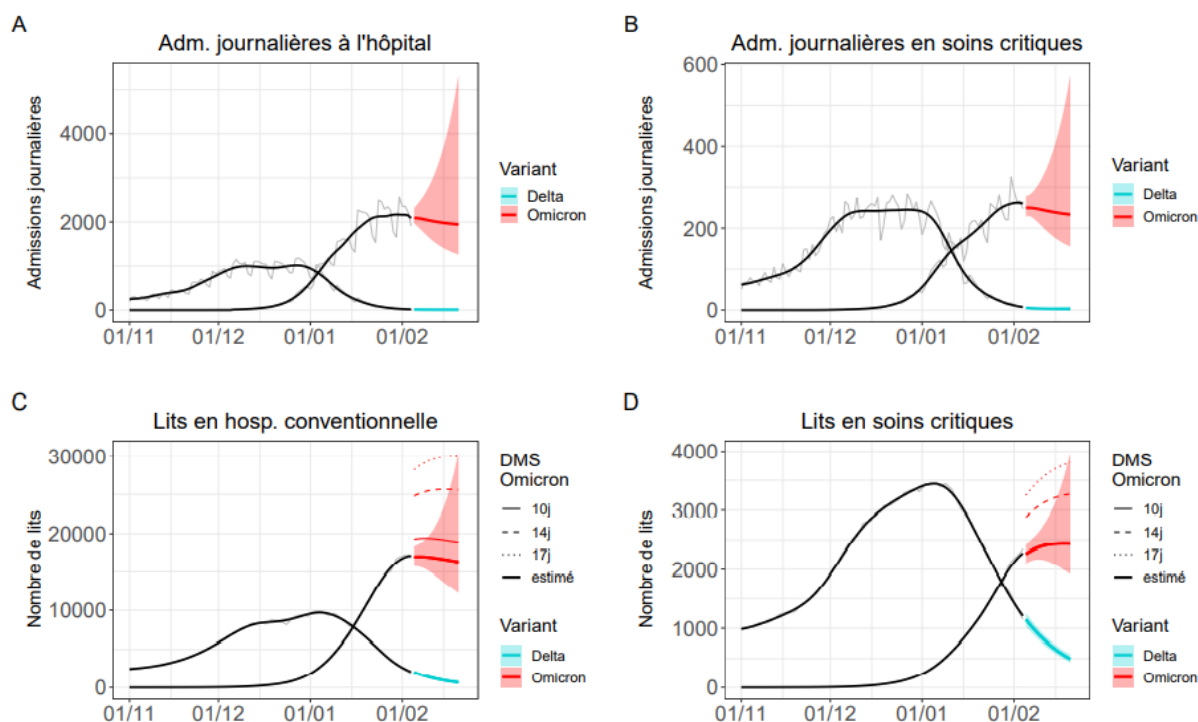 A
Adm. journalières à l'hôpital
Admissions journalières
4000
2000
0
01/11
01/12
01/01
01/02
Variant
Delta
Omicron
B
Adm. journalières en soins critiques
Admissions journalières
600
400
200
0
01/11
01/12
01/01
01/02
Variant
Delta
Omicron
C
Lits en hosp. conventionnelle
Nombre de lits
30000
20000
10000
0
01/11
01/12
01/01
01/02
DMS
Omicron
10j
14j
17j
estimé
Variant
Delta
Omicron
D
Lits en soins critiques
Nombre de lits
4000
3000
2000
1000
0
01/11
01/12
01/01
01/02
DMS
Omicron
10j
14j
17j
estimé
Variant
Delta
Omicron